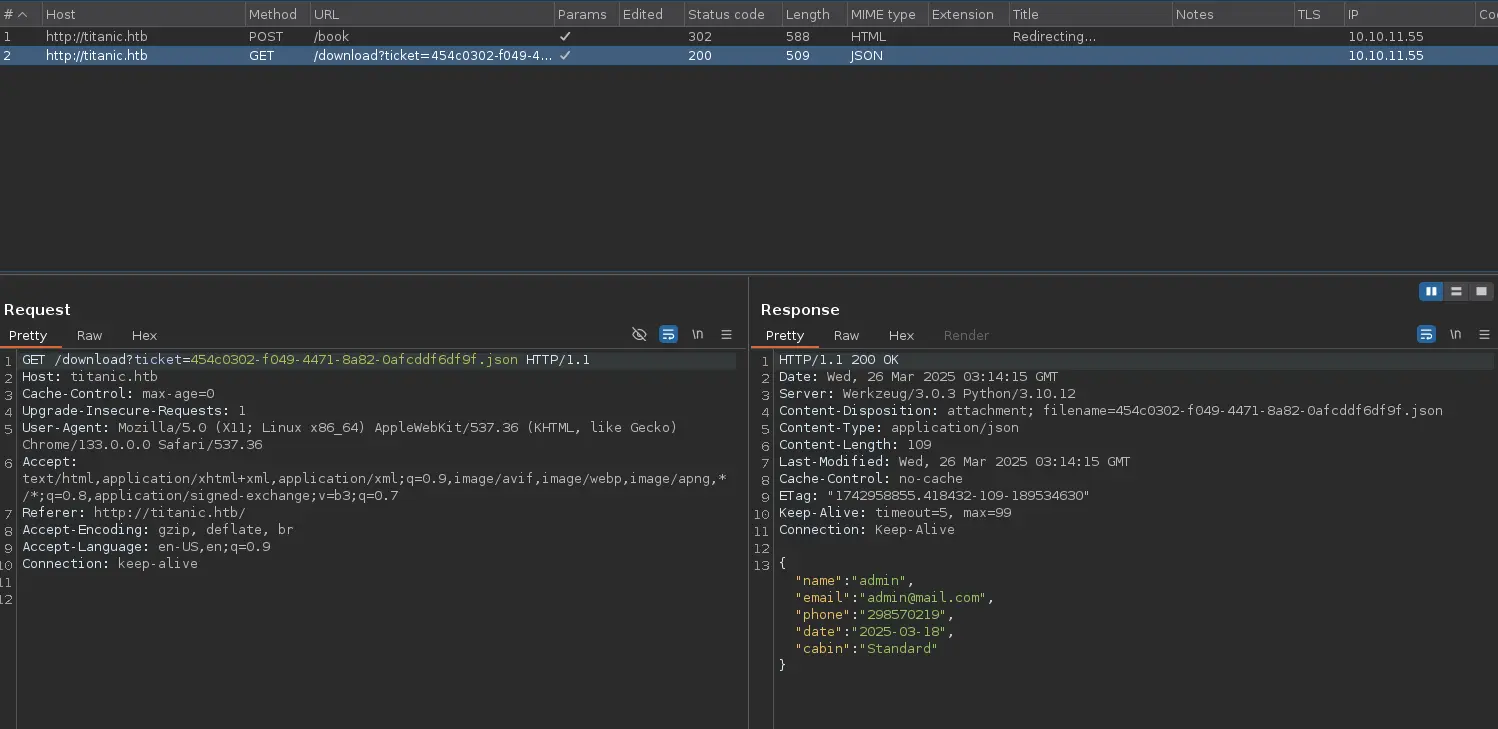 # Host Method URL Params Edited Status code Length MIME type Extension Title Notes TLS IP Co
1 http://titanic.htb POST /book ✓ 302 588 HTML Redirecting... 10.10.11.55
2 http://titanic.htb GET /download?ticket=454c0302-f049-4... ✓ 200 509 JSON 10.10.11.55
Request
Pretty Raw Hex \n
1 GET /download?ticket=454c0302-f049-4471-8a82-0afcddf6df9f.json HTTP/1.1
2 Host: titanic.htb
3 Cache-Control: max-age=0
4 Upgrade-Insecure-Requests: 1
5 User-Agent: Mozilla/5.0 (X11; Linux x86_64) AppleWebKit/537.36 (KHTML, like Gecko)
Chrome/133.0.0.0 Safari/537.36
6 Accept:
text/html,application/xhtml+xml,application/xml;q=0.9,image/avif,image/webp,image/apng,*
/*;q=0.8,application/signed-exchange;v=b3;q=0.7
7 Referer: http://titanic.htb/
8 Accept-Encoding: gzip, deflate, br
9 Accept-Language: en-US,en;q=0.9
10 Connection: keep-alive
11
12
Response
Pretty Raw Hex Render \n
1 HTTP/1.1 200 OK
2 Date: Wed, 26 Mar 2025 03:14:15 GMT
3 Server: Werkzeug/3.0.3 Python/3.10.12
4 Content-Disposition: attachment; filename=454c0302-f049-4471-8a82-0afcddf6df9f.json
5 Content-Type: application/json
6 Content-Length: 109
7 Last-Modified: Wed, 26 Mar 2025 03:14:15 GMT
8 Cache-Control: no-cache
9 ETag: "1742958855.418432-109-189534630"
10 Keep-Alive: timeout=5, max=99
11 Connection: Keep-Alive
12
13 {
"name":"admin",
"email":"admin@mail.com",
"phone":"298570219",
"date":"2025-03-18",
"cabin":"Standard"
}